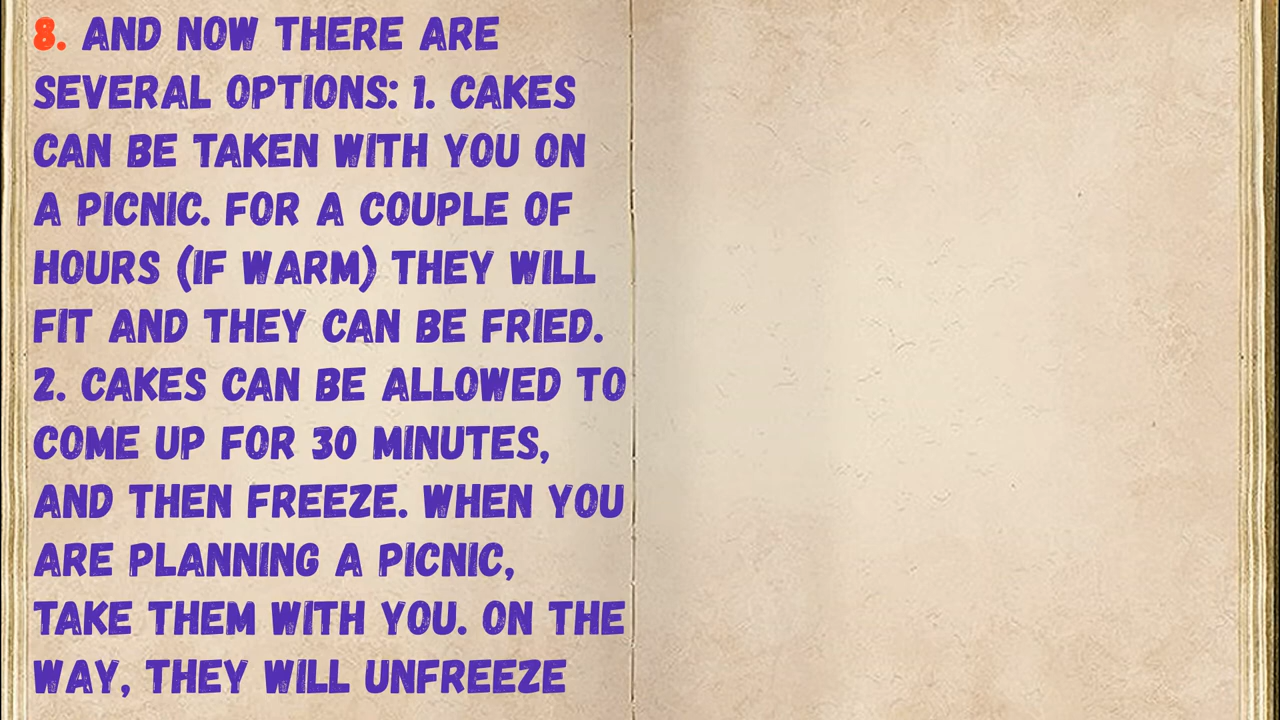 8. AND NOW THERE ARE
SEVERAL OPTIONS: 1. CAKES
CAN BE TAKEN WITH YOU ON
A PICNIC. FOR A COUPLE OF
HOURS (IF WARM) THEY WILL
FIT AND THEY CAN BE FRIED.
2. CAKES CAN BE ALLOWED TO
COME UP FOR 30 MINUTES,
AND THEN FREEZE. WHEN YOU
ARE PLANNING A PICNIC,
TAKE THEM WITH YOU. ON THE
WAY, THEY WILL UNFREEZE